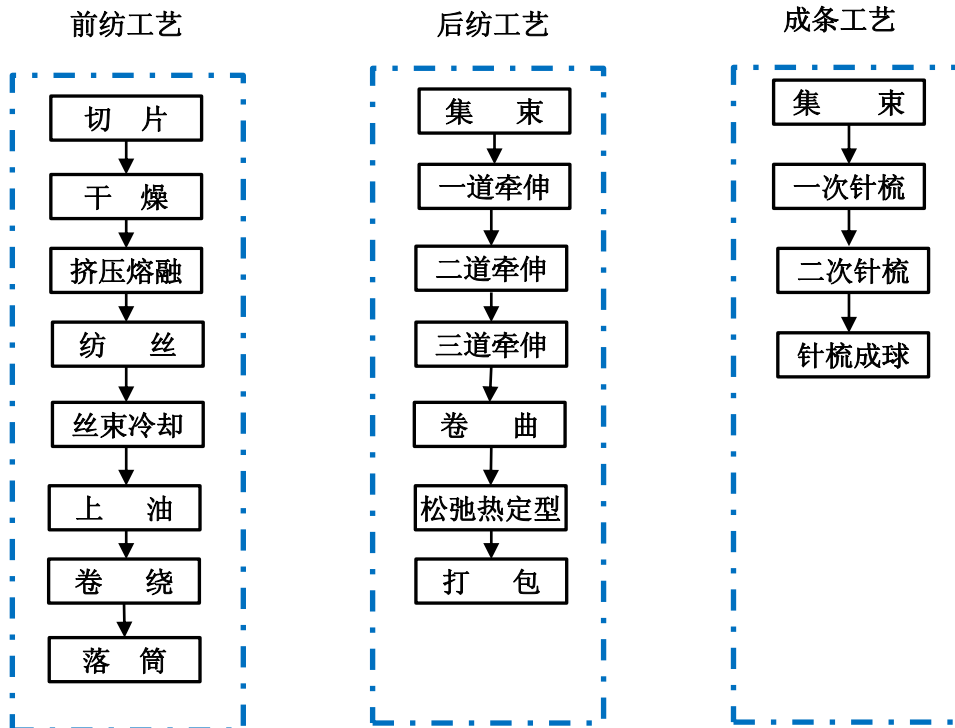 前纺工艺
切 片
干 燥
挤压熔融
纺 丝
丝束冷却
上 油
卷 绕
落 筒
后纺工艺
集 束
一道牵伸
二道牵伸
三道牵伸
卷 曲
松弛热定型
打 包
成条工艺
集 束
一次针梳
二次针梳
针梳成球